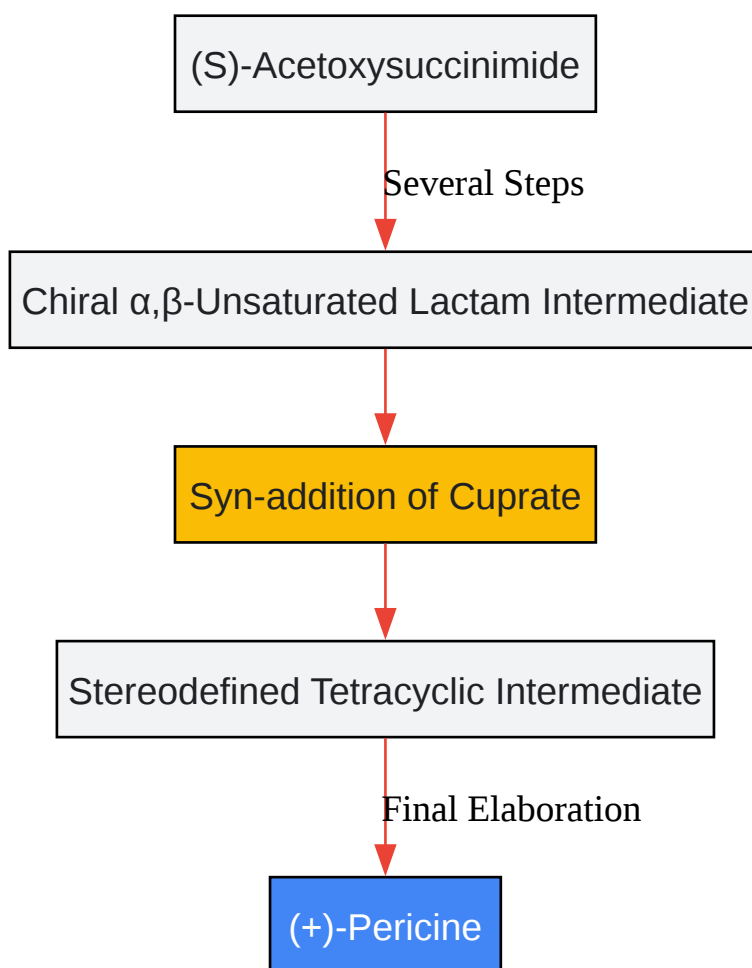 (S)-Acetoxysuccinimide
Several Steps
Chiral α,β-Unsaturated Lactam Intermediate
Syn-addition of Cuprate
Stereodefined Tetracyclic Intermediate
Final Elaboration
(+)-Pericine